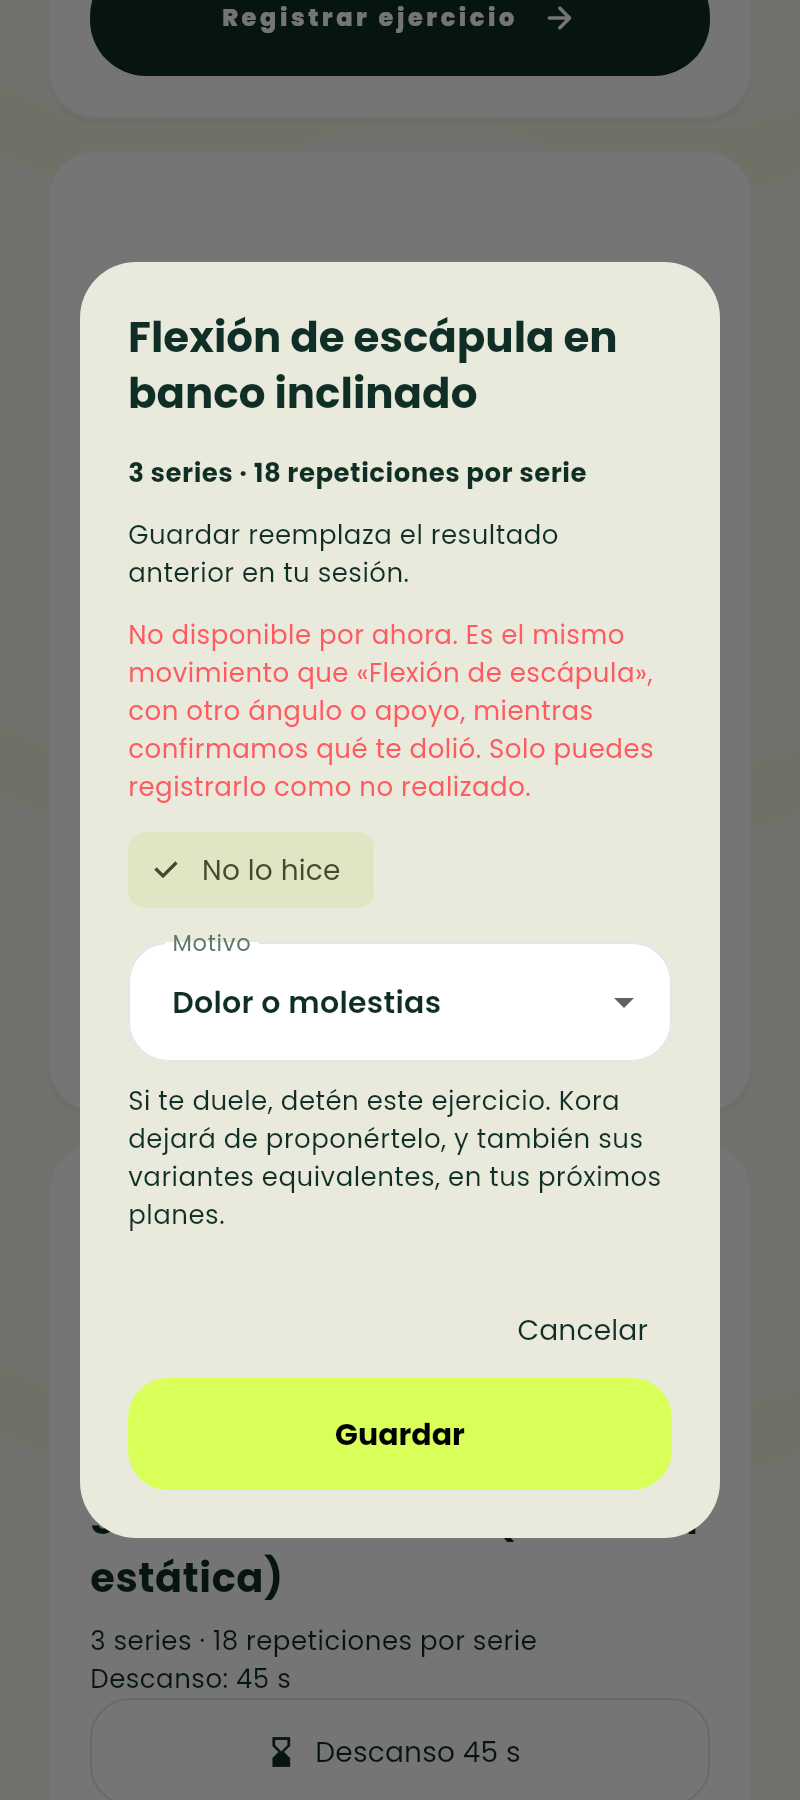 Registrar ejercicio
Flexión de escápula en
banco inclinado
3 series · 18 repeticiones por serie
Guardar reemplaza el resultado
anterior en tu sesión.
No disponible por ahora. Es el mismo
movimiento que «Flexión de escápula»,
con otro ángulo o apoyo, mientras
confirmamos qué te dolió. Solo puedes
registrarlo como no realizado.
No lo hice
Motivo
Dolor o molestias
Si te duele, detén este ejercicio. Kora
dejará de proponértelo, y también sus
variantes equivalentes, en tus próximos
planes.
Cancelar
Guardar
estática)
3 series · 18 repeticiones por serie
Descanso: 45 s
Descanso 45 s